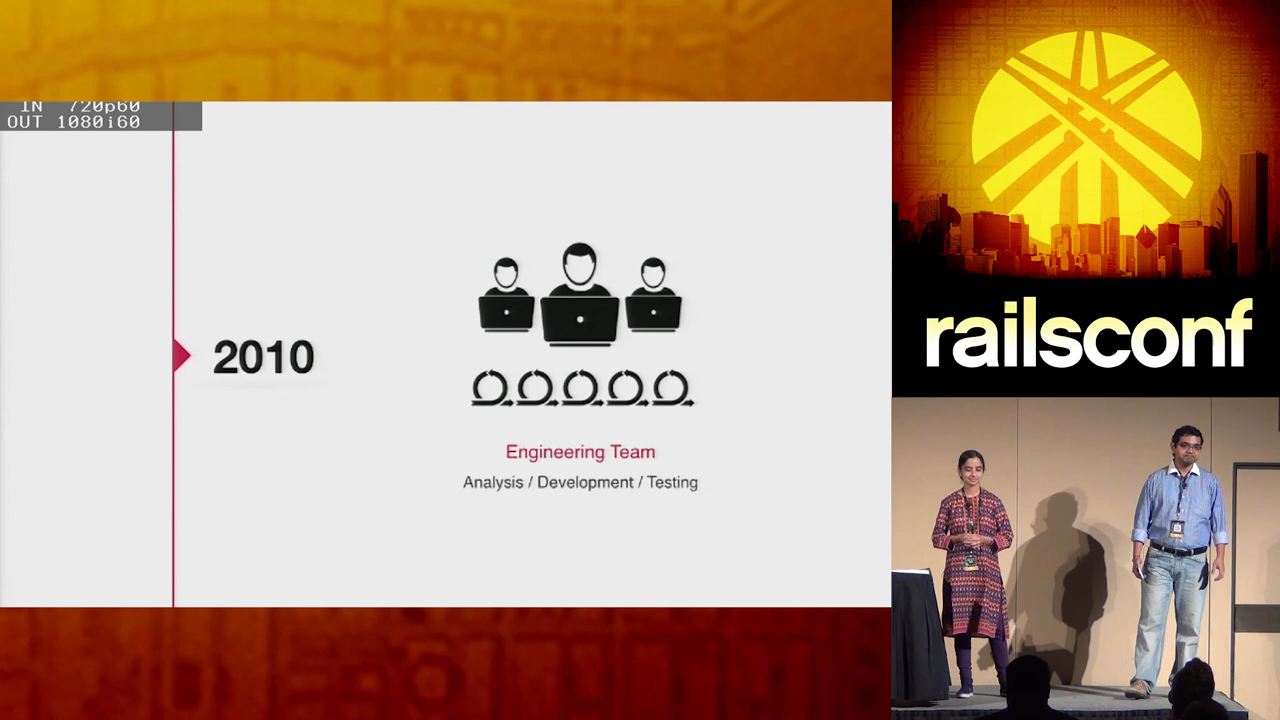 IN 720p60
OUT 1080i60
2010
Engineering Team
Analysis / Development / Testing
railsconf